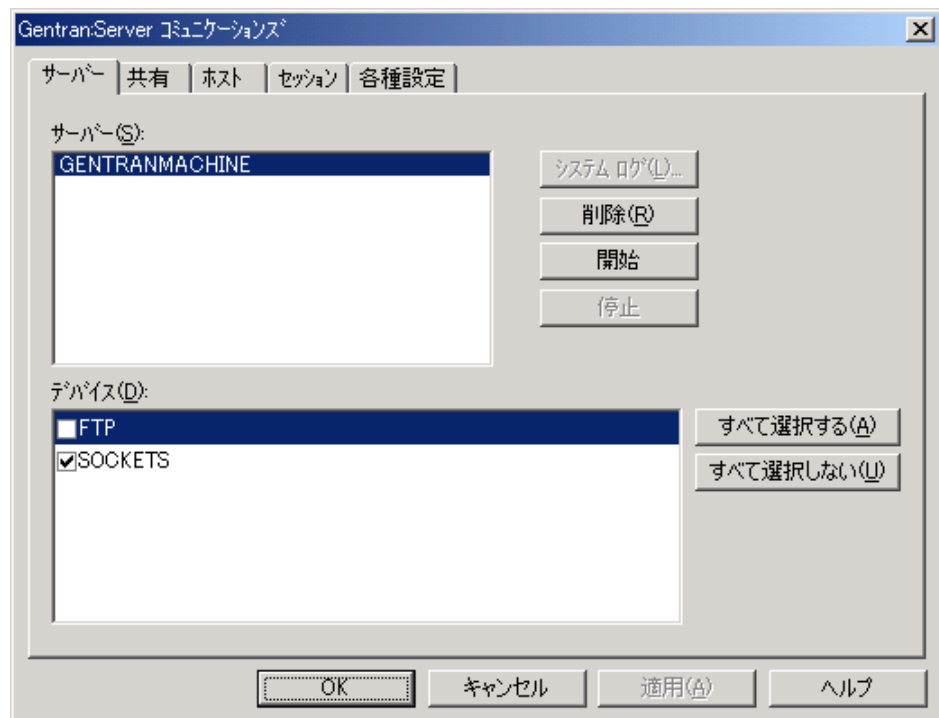 Gentran:Server ｺﾐｭﾆｹｰｼｮﾝｽﾞ
ｻｰﾊﾞｰ 共有 ﾎｽﾄ ｾｯｼｮﾝ 各種設定
ｻｰﾊﾞｰ(S):
GENTRANMACHINE
ｼｽﾃﾑ ﾛｸﾞ(L)...
削除(R)
開始
停止
ﾃﾞﾊﾞｲｽ(D):
FTP
SOCKETS
すべて選択する(A)
すべて選択しない(U)
OK キャンセル 適用(A) ヘルプ